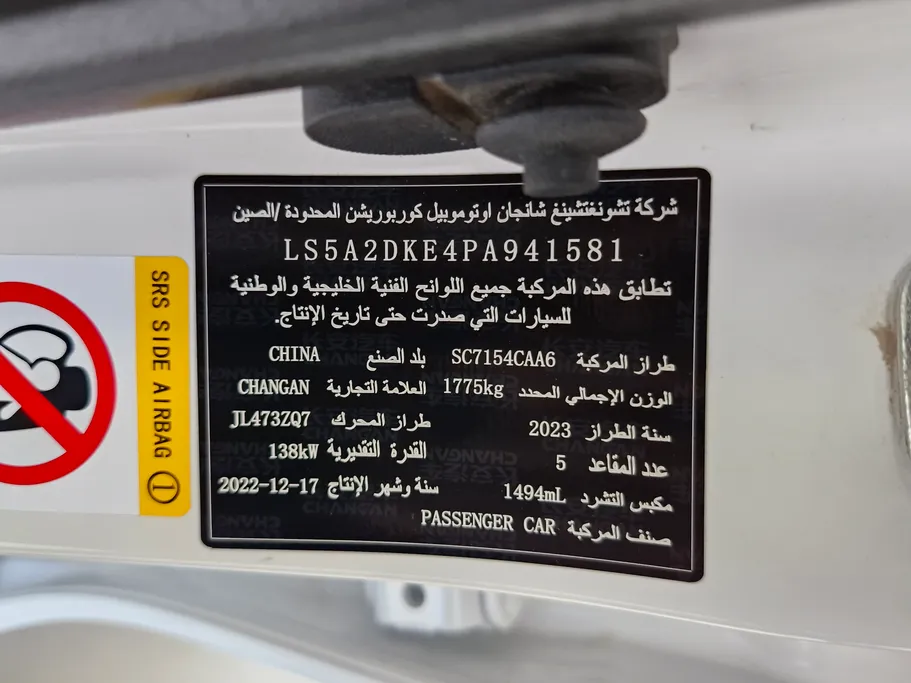 شركة تشونغتشينغ شانجان اوتوموبيل كوربوريشن المحدودة /الصين
LS5A2DKE4PA941581
تطابق هذه المركبة جميع اللوائح الفنية الخليجية والوطنية
للسيارات التي صدرت حتى تاريخ الإنتاج.
طراز المركبة SC7154CAA6 بلد الصنع CHINA
الوزن الإجمالي المحدد 1775kg العلامة التجارية CHANGAN
سنة الطراز 2023 طراز المحرك JL473ZQ7
عدد المقاعد 5 القدرة التقديرية 138kW
مكبس التشرد 1494mL سنة وشهر الإنتاج 2022-12-17
صنف المركبة PASSENGER CAR
SRS SIDE AIRBAG ①